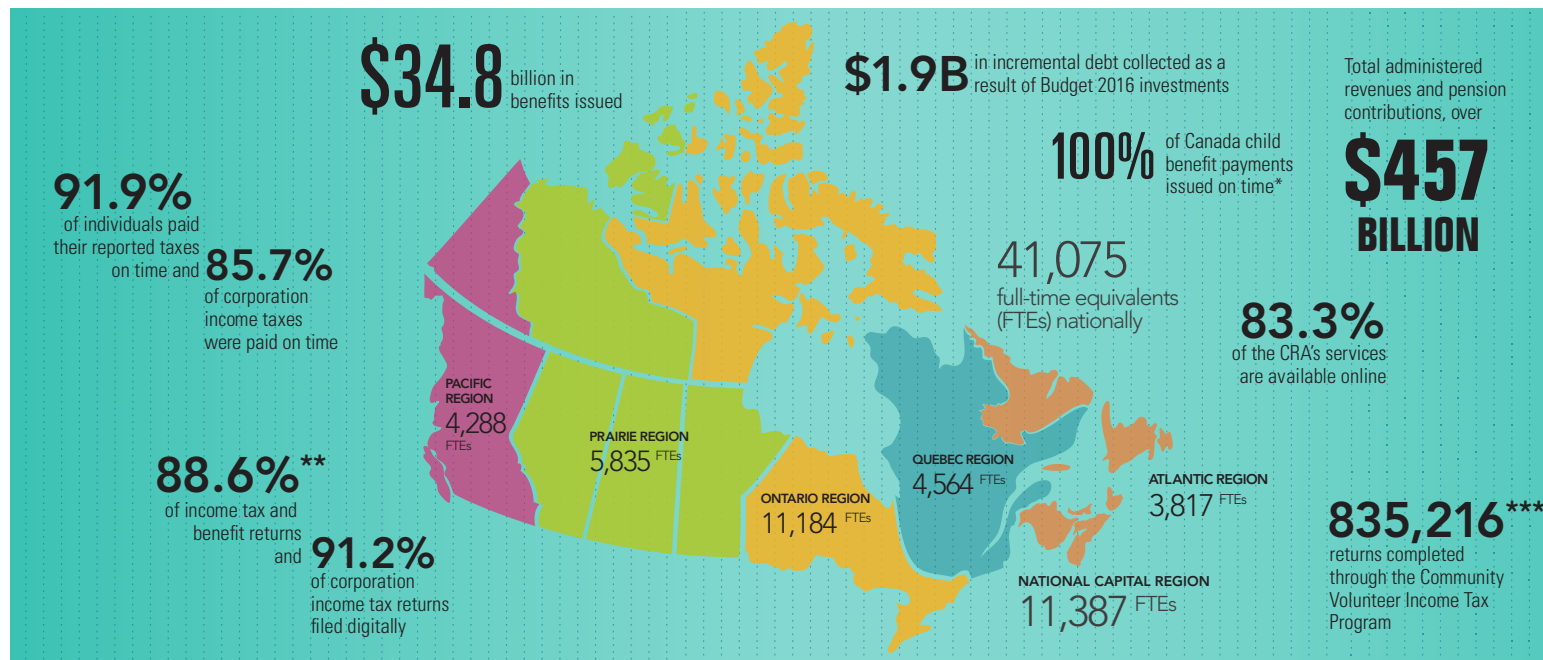 $34.8
billion in
benefits issued
$1.9B
in incremental debt collected as a
result of Budget 2016 investments
Total administered
revenues and pension
contributions, over
$457
BILLION
100%
of Canada child
benefit payments
issued on time*
91.9%
of individuals paid
their reported taxes
on time and
85.7%
of corporation
income taxes
were paid on time
41,075
full-time equivalents
(FTEs) nationally
83.3%
of the CRA's services
are available online
PACIFIC
REGION
4,288
FTEs
PRAIRIE REGION
5,835 FTEs
ONTARIO REGION
11,184 FTEs
QUEBEC REGION
4,564 FTEs
ATLANTIC REGION
3,817 FTEs
NATIONAL CAPITAL REGION
11,387 FTEs
88.6%**
of income tax and
benefit returns
and
91.2%
of corporation
income tax returns
filed digitally
835,216***
returns completed
through the Community
Volunteer Income Tax
Program